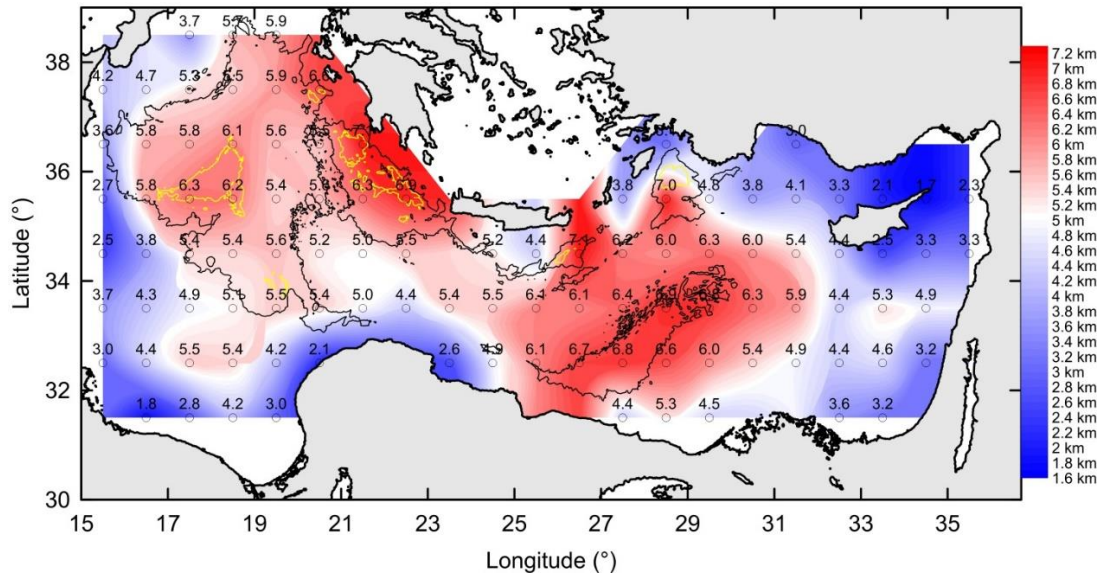 39
38
37
36
35
34
33
32
31
30
Latitude (°)
3.7 5.9
4.2 4.7 5.3 5.5 5.9 6.6
3.6 5.8 5.8 6.1 5.6
2.7 5.8 6.3 6.2 5.4 6.3 6.9 3.8 7.0 4.8 3.8 4.1 3.3 2.1 1.7 2.3
2.5 3.8 5.4 5.4 5.6 5.2 5.0 5.5 5.2 4.4 7.1 6.2 6.0 6.3 6.0 5.4 4.4 2.5 3.3 3.3
3.7 4.3 4.9 5.1 5.5 5.4 5.0 4.4 5.4 5.5 6.4 6.1 6.4 6.3 5.9 4.4 5.3 4.9
3.0 4.4 5.5 5.4 4.2 2.1 2.6 4.9 6.1 6.7 6.8 6.6 6.0 5.4 4.9 4.4 4.6 3.2
1.8 2.8 4.2 3.0 4.4 5.3 4.5 3.6 3.2
15 17 19 21 23 25 27 29 31 33 35
Longitude (°)
7.2 km
7 km
6.8 km
6.6 km
6.4 km
6.2 km
6 km
5.8 km
5.6 km
5.4 km
5.2 km
5 km
4.8 km
4.6 km
4.4 km
4.2 km
4 km
3.8 km
3.6 km
3.4 km
3.2 km
3 km
2.8 km
2.6 km
2.4 km
2.2 km
2 km
1.8 km
1.6 km